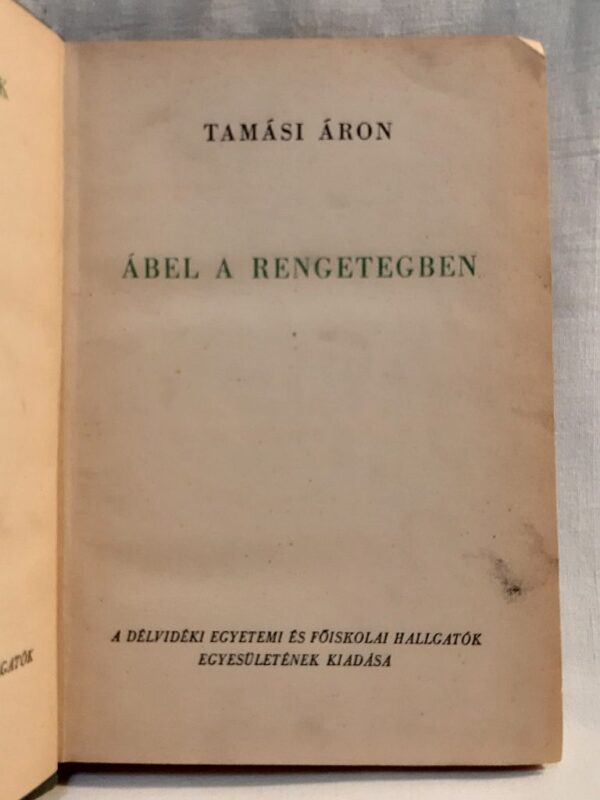 TAMÁSI ÁRON
ÁBEL A RENGETEGBEN
A DÉLVIDÉKI EGYETEMI ÉS FŐISKOLAI HALLGATÓK
EGYESÜLETÉNEK KIADÁSA